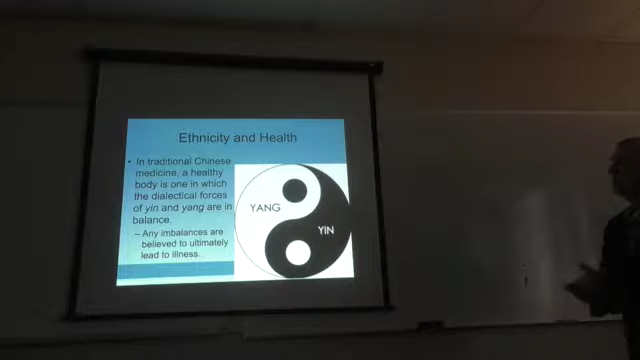 Ethnicity and Health
• In traditional Chinese
medicine, a healthy
body is one in which
the dialectical forces
of yin and yang are in
balance.
– Any imbalances are
believed to ultimately
lead to illness.
YANG
YIN